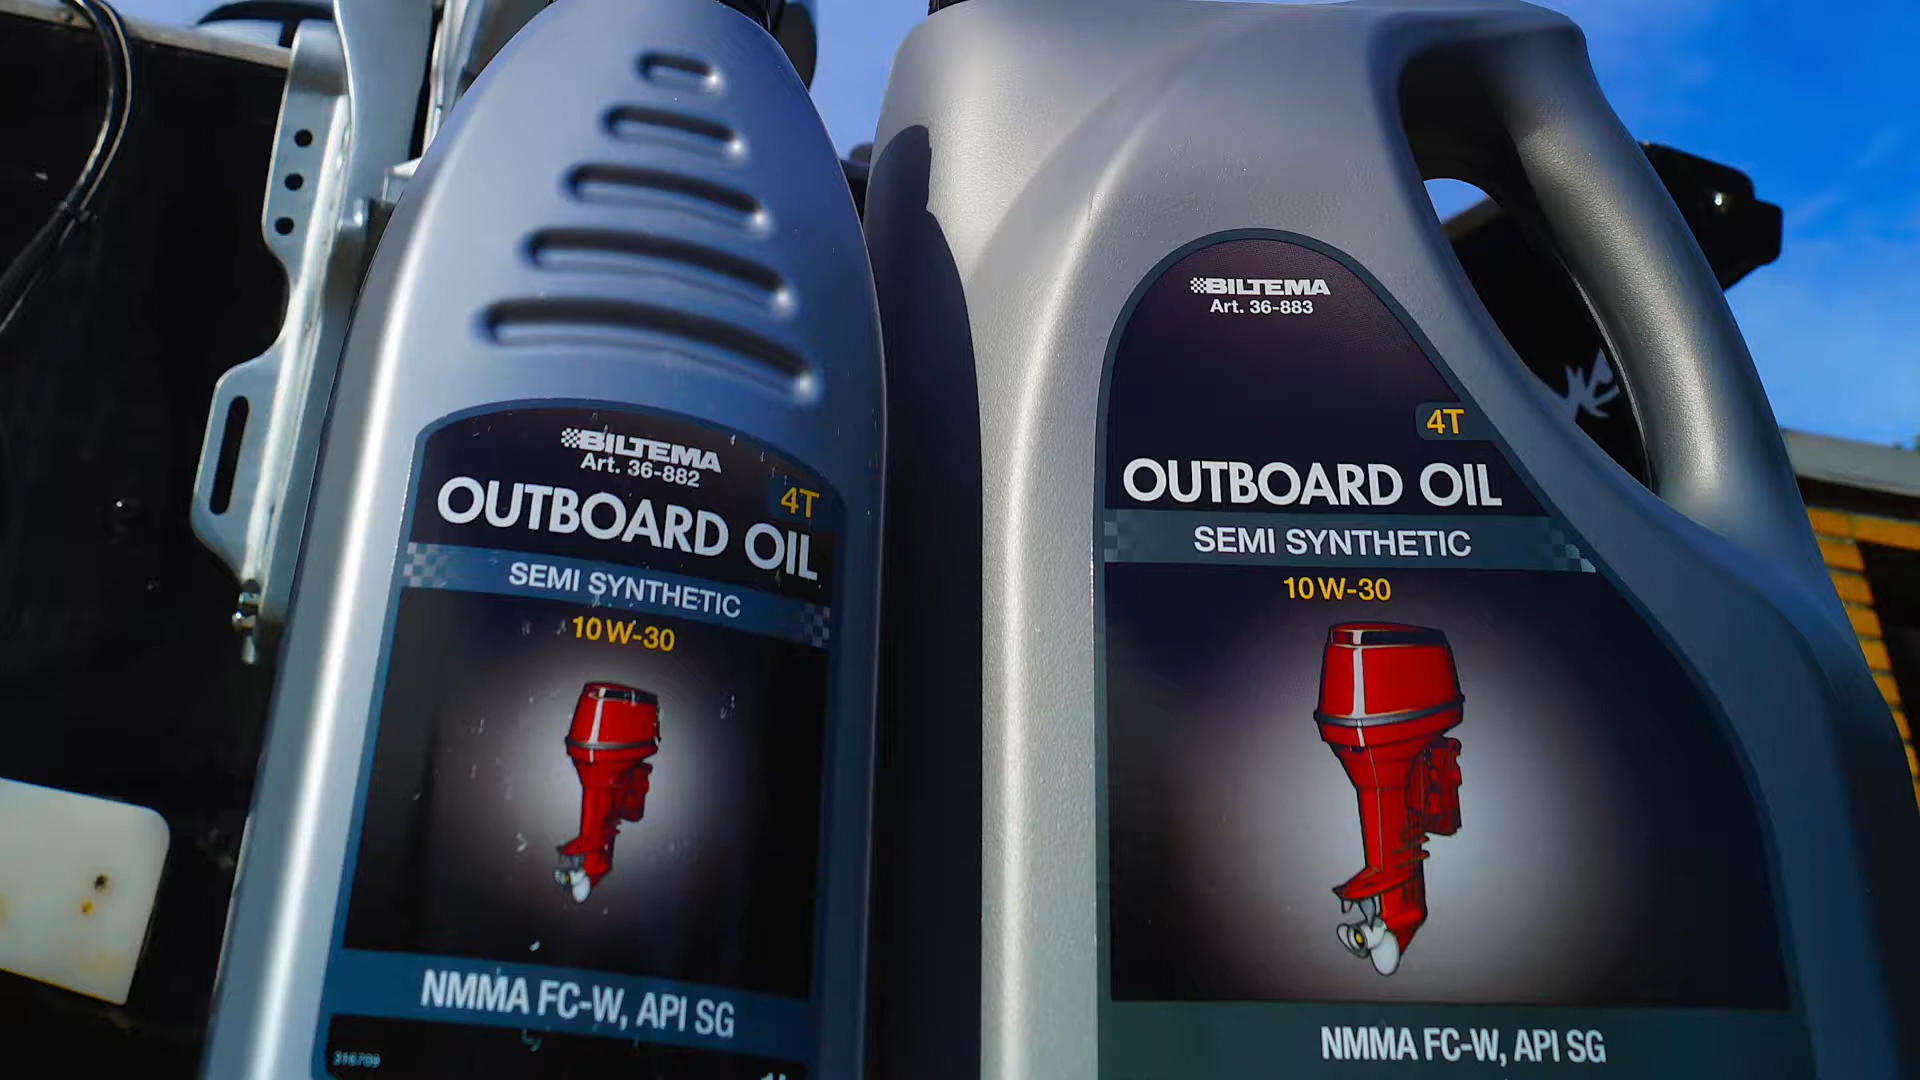 BILTEMA
Art. 36-882
4T
OUTBOARD OIL
SEMI SYNTHETIC
10W-30
NMMA FC-W, API SG
BILTEMA
Art. 36-883
4T
OUTBOARD OIL
SEMI SYNTHETIC
10W-30
NMMA FC-W, API SG